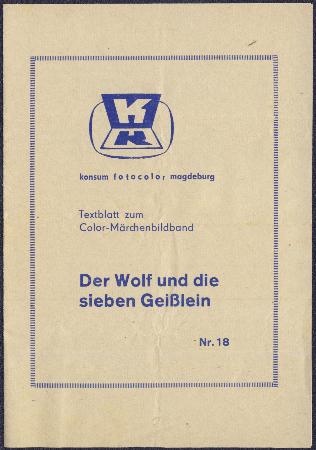 konsum fotocolor magdeburg
Textblatt zum
Color-Märchenbildband
Der Wolf und die
sieben Geißlein
Nr. 18